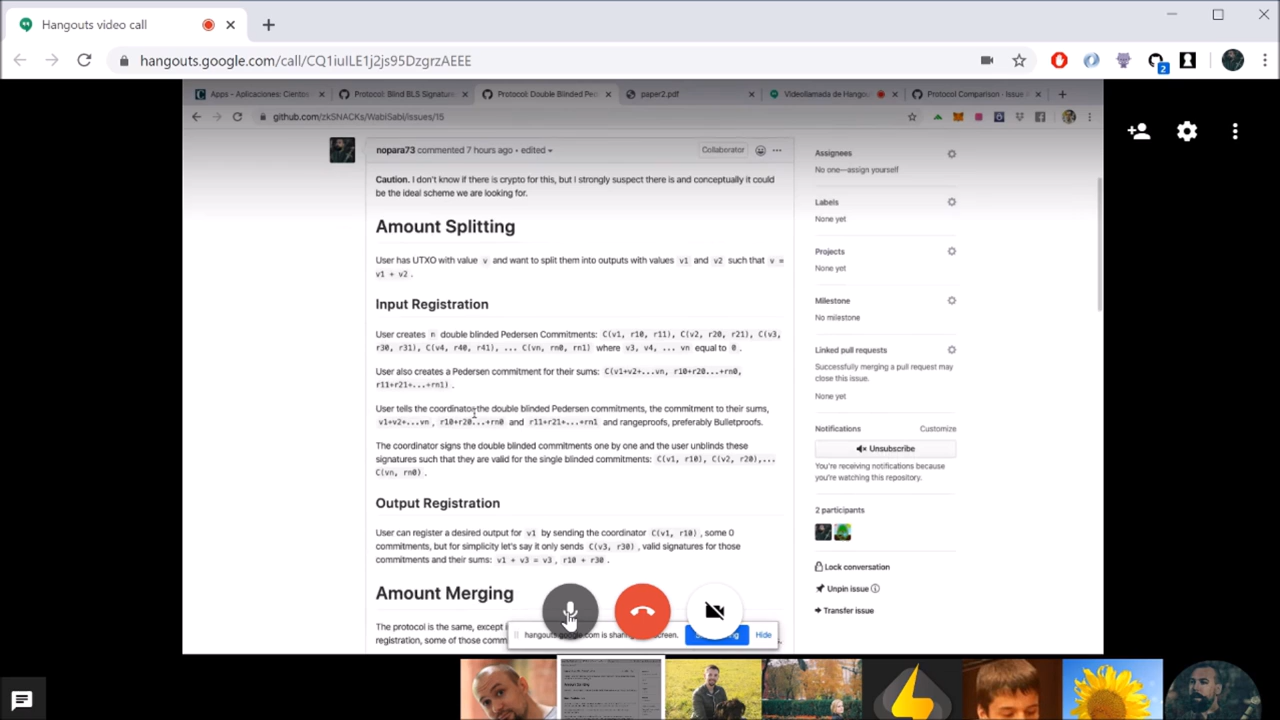 Hangouts video call
hangouts.google.com/call/CQ1iuILE1j2js95DzgrzAEEE
2
Apps - Aplicaciones: Cientos
Protocol: Blind BLS Signature
Protocol: Double Blinded Ped
paper2.pdf
Videollamada de Hangou
Protocol Comparison · Issue
github.com/zkSNACKs/WabiSabi/issues/15
nopara73 commented 7 hours ago • edited
Collaborator
Caution. I don't know if there is crypto for this, but I strongly suspect there is and conceptually it could
be the ideal scheme we are looking for.
Amount Splitting
User has UTXO with value v and want to split them into outputs with values v1 and v2 such that v =
v1 + v2 .
Input Registration
User creates n double blinded Pedersen Commitments: C(v1, r10, r11), C(v2, r20, r21), C(v3,
r30, r31), C(v4, r40, r41), ... C(vn, rn0, rn1) where v3, v4, ... vn equal to 0 .
User also creates a Pedersen commitment for their sums: C(v1+v2+...vn, r10+r20...+rn0,
r11+r21+...+rn1) .
User tells the coordinator the double blinded Pedersen commitments, the commitment to their sums,
v1+v2+...vn , r10+r20...+rn0 and r11+r21+...+rn1 and rangeproofs, preferably Bulletproofs.
The coordinator signs the double blinded commitments one by one and the user unblinds these
signatures such that they are valid for the single blinded commitments: C(v1, r10), C(v2, r20),...
C(vn, rn0) .
Output Registration
User can register a desired output for v1 by sending the coordinator C(v1, r10) , some 0
commitments, but for simplicity let's say it only sends C(v3, r30) , valid signatures for those
commitments and their sums: v1 + v3 = v3 , r10 + r30 .
Amount Merging
The protocol is the same, except i
registration, some of those comm
hangouts.google.com is sharing screen.
Hide
Assignees
No one—assign yourself
Labels
None yet
Projects
None yet
Milestone
No milestone
Linked pull requests
Successfully merging a pull request may
close this issue.
None yet
Notifications
Customize
Unsubscribe
You're receiving notifications because
you're watching this repository.
2 participants
Lock conversation
Unpin issue
Transfer issue